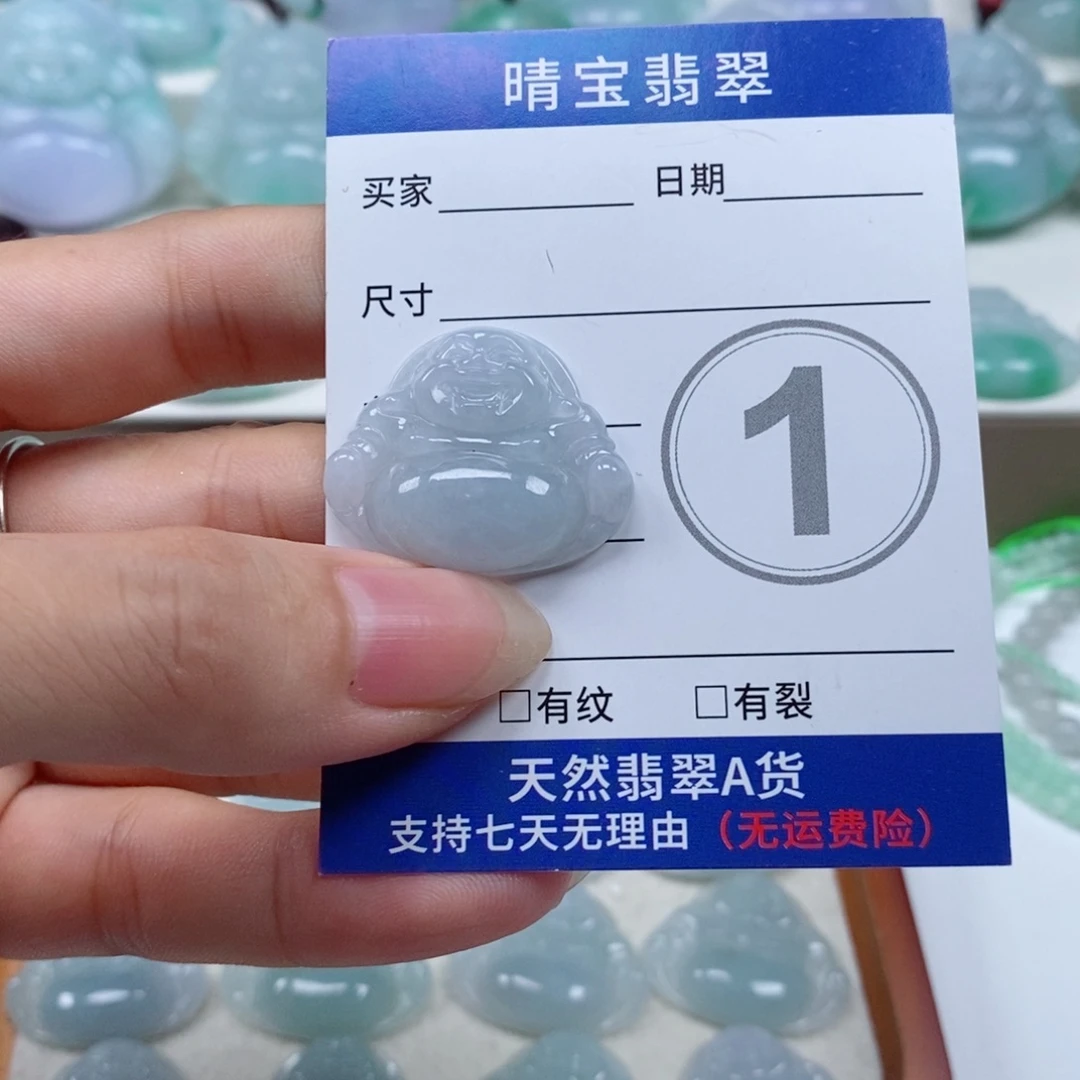 晴宝翡翠
买家 日期
尺寸
1
□有纹 □有裂
天然翡翠A货
支持七天无理由（无运费险）